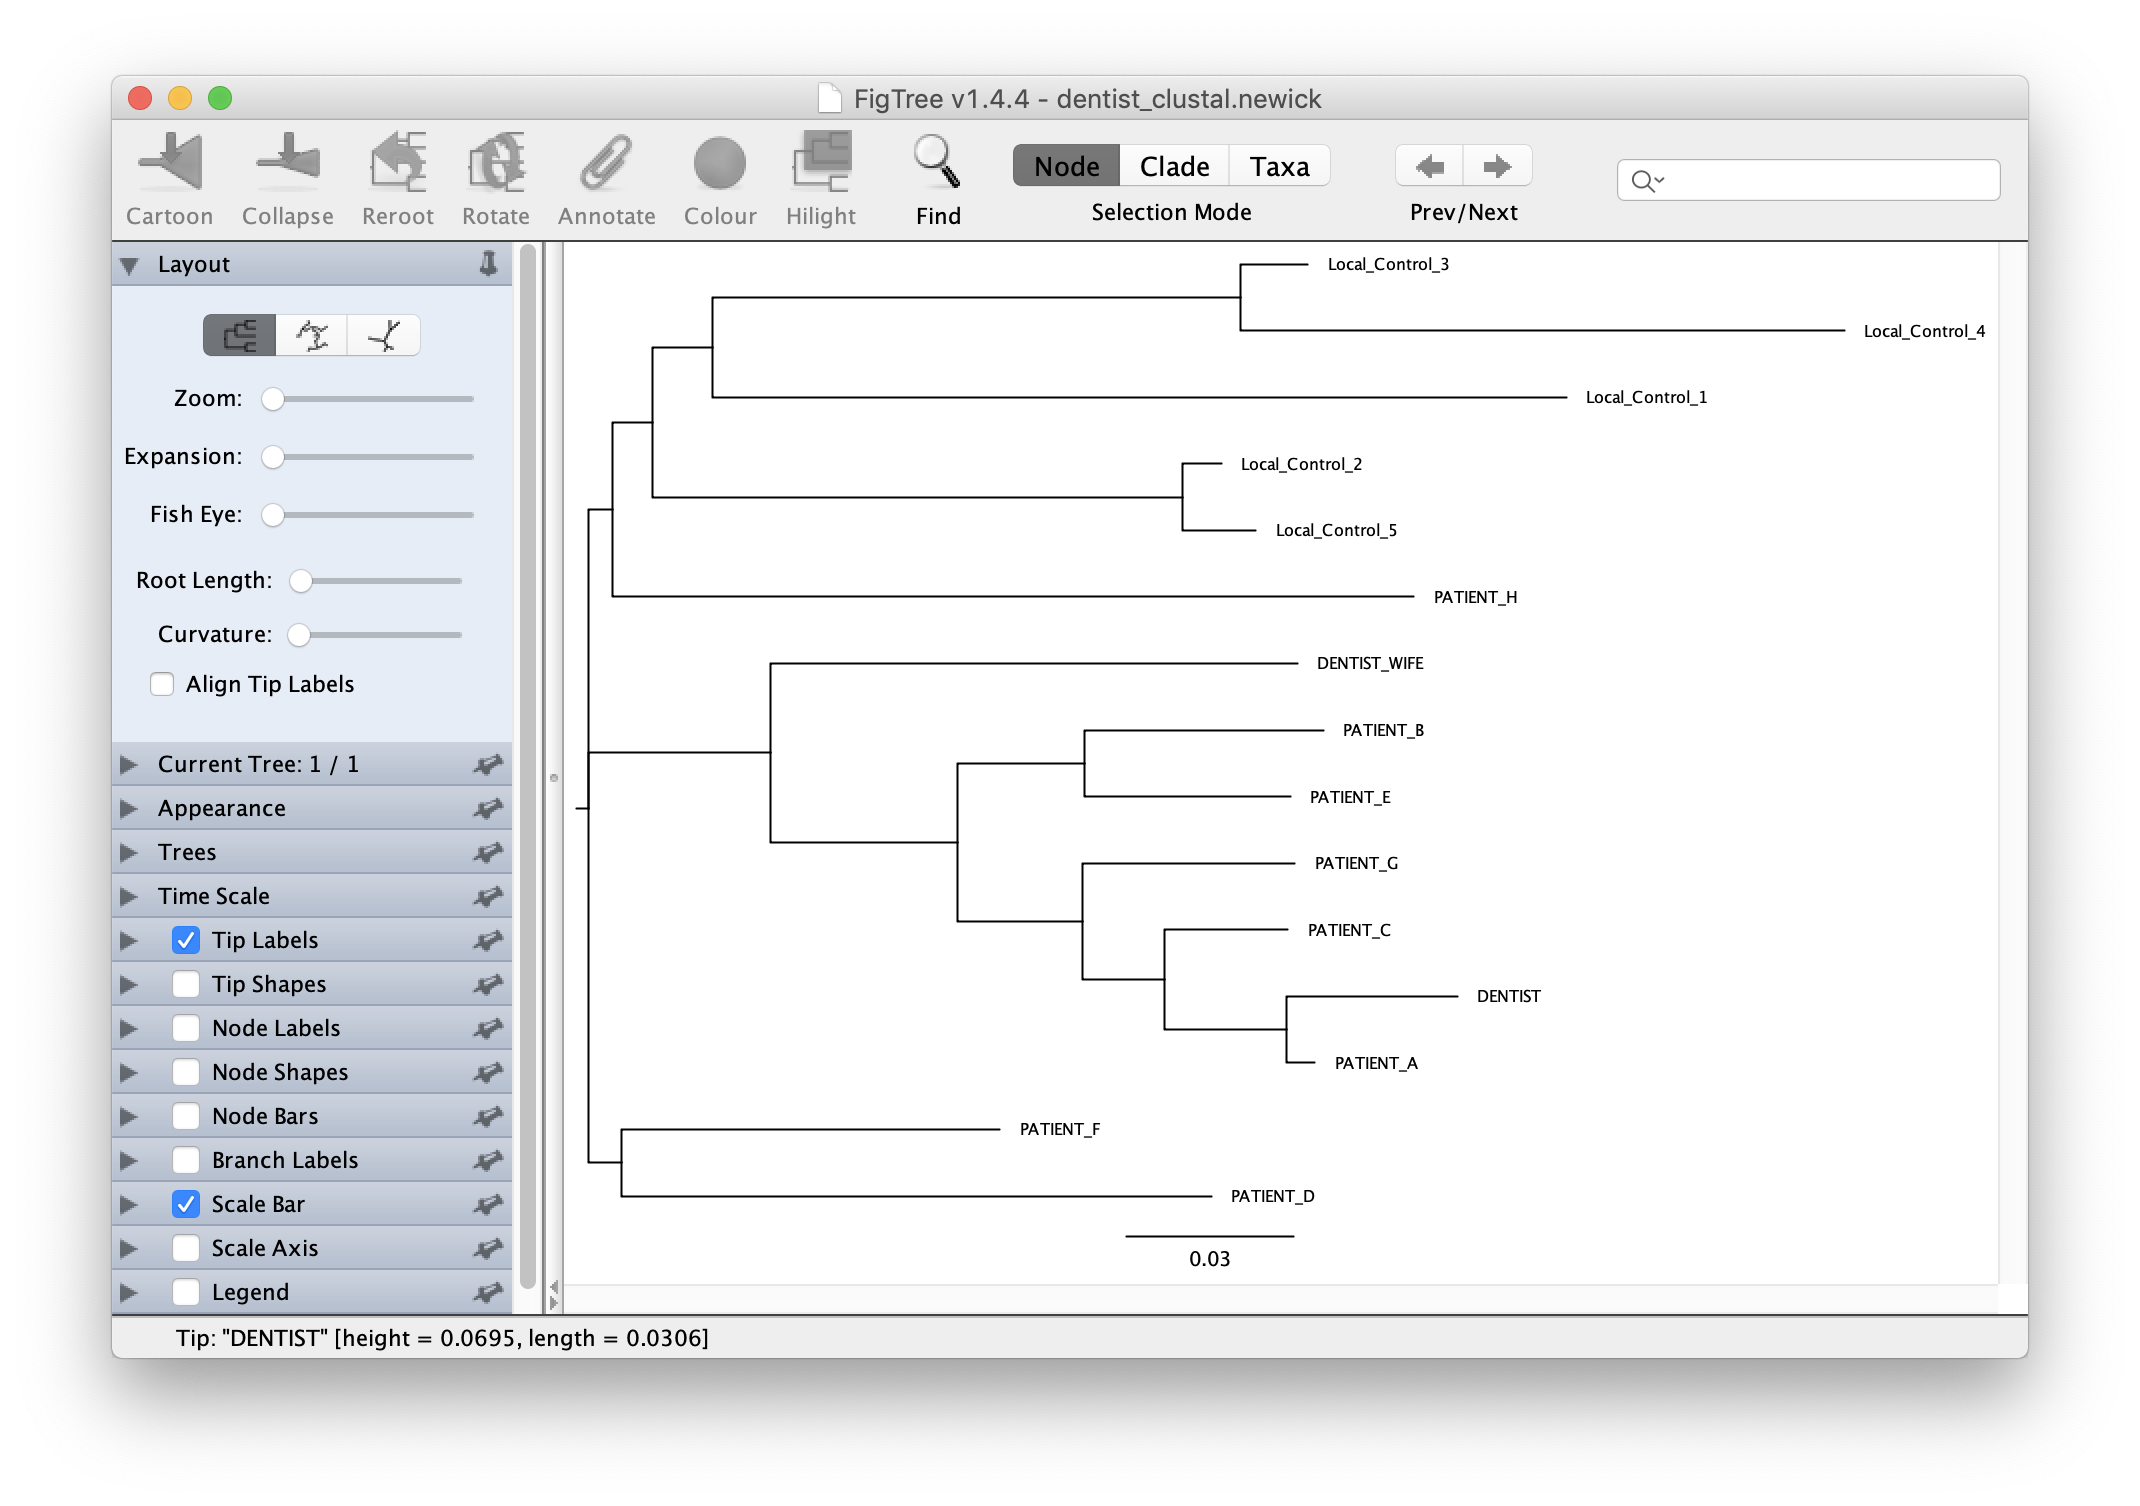 FigTree v1.4.4 - dentist_clustal.newick
Cartoon Collapse Reroot Rotate Annotate Colour Hilight Find
Node Clade Taxa
Selection Mode
Prev/Next
Layout
Zoom:
Expansion:
Fish Eye:
Root Length:
Curvature:
Align Tip Labels
Current Tree: 1 / 1
Appearance
Trees
Time Scale
Tip Labels
Tip Shapes
Node Labels
Node Shapes
Node Bars
Branch Labels
Scale Bar
Scale Axis
Legend
Local_Control_3
Local_Control_4
Local_Control_1
Local_Control_2
Local_Control_5
PATIENT_H
DENTIST_WIFE
PATIENT_B
PATIENT_E
PATIENT_G
PATIENT_C
DENTIST
PATIENT_A
PATIENT_F
PATIENT_D
0.03
Tip: "DENTIST" [height = 0.0695, length = 0.0306]